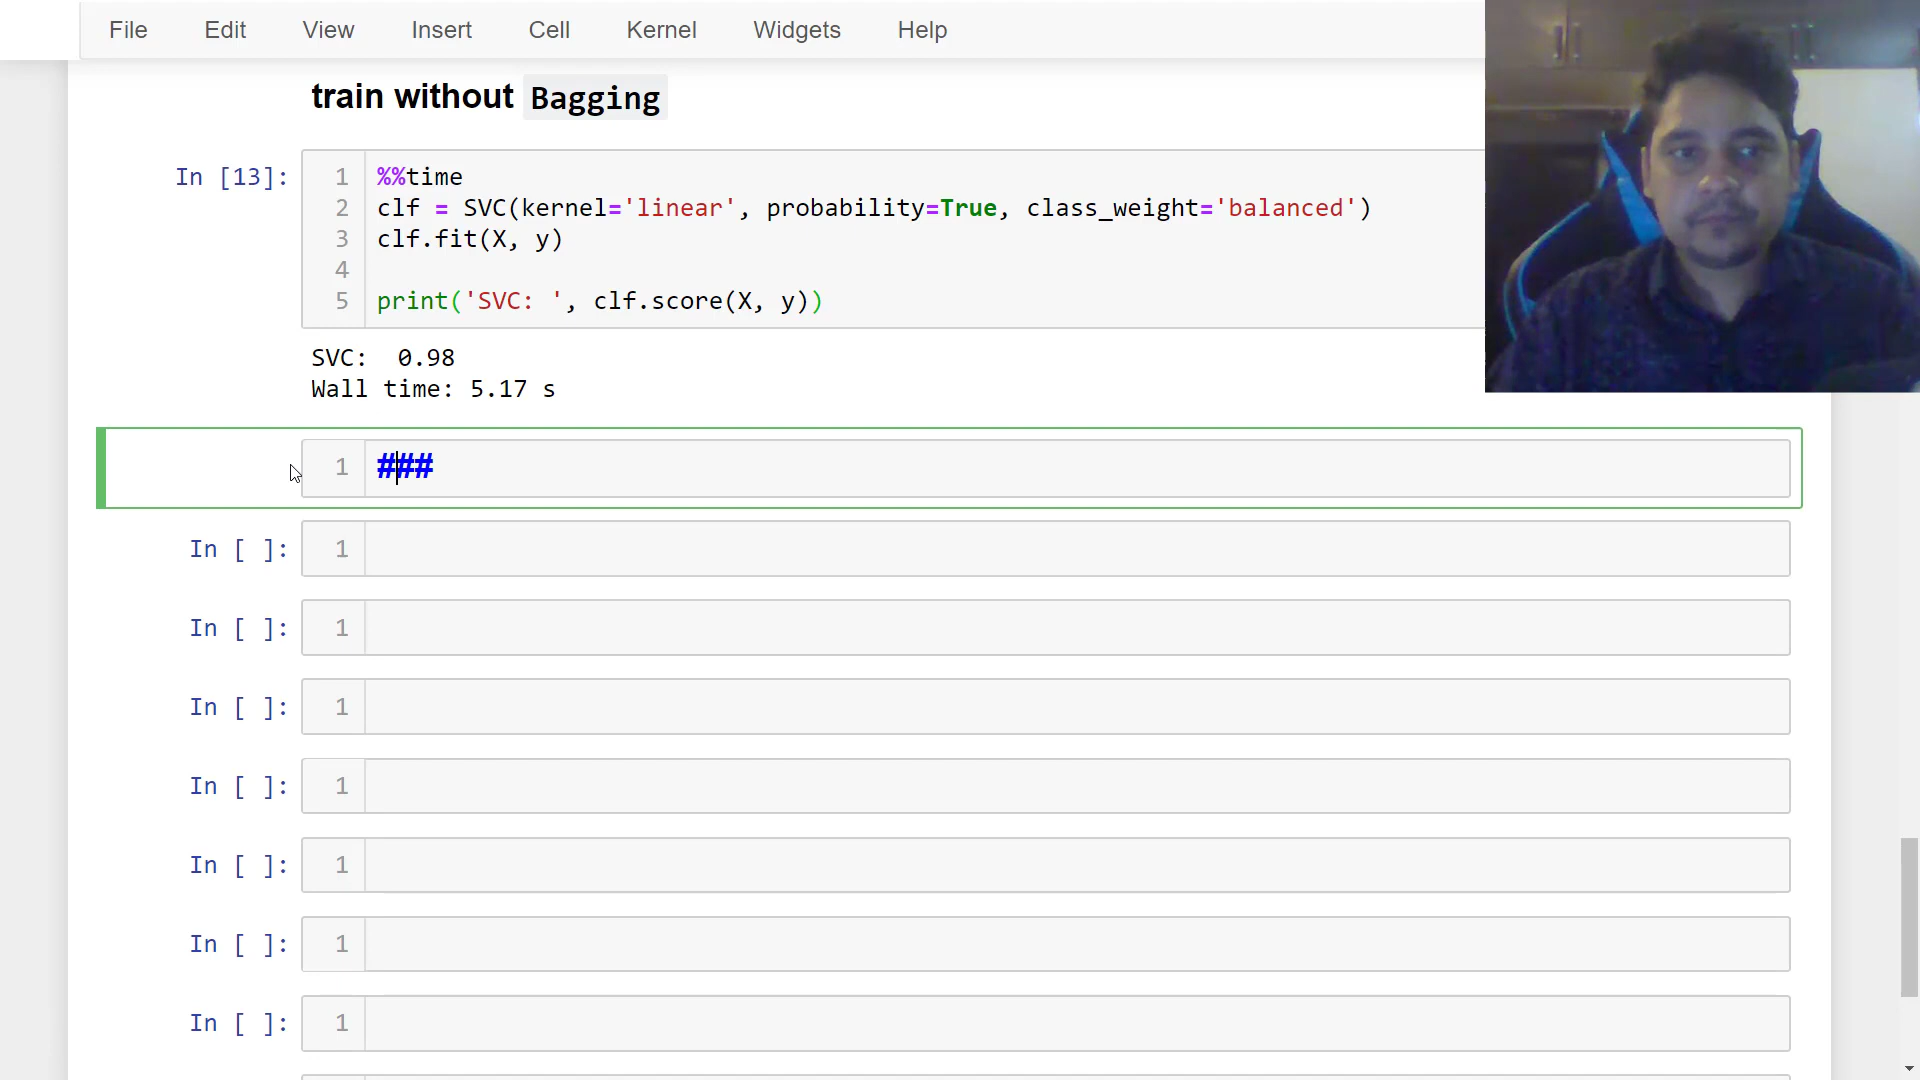 File Edit View Insert Cell Kernel Widgets Help
train without Bagging
In [13]:
1 %%time
2 clf = SVC(kernel='linear', probability=True, class_weight='balanced')
3 clf.fit(X, y)
4
5 print('SVC: ', clf.score(X, y))
SVC:  0.98
Wall time: 5.17 s
1 ###
In [ ]: 1
In [ ]: 1
In [ ]: 1
In [ ]: 1
In [ ]: 1
In [ ]: 1
In [ ]: 1